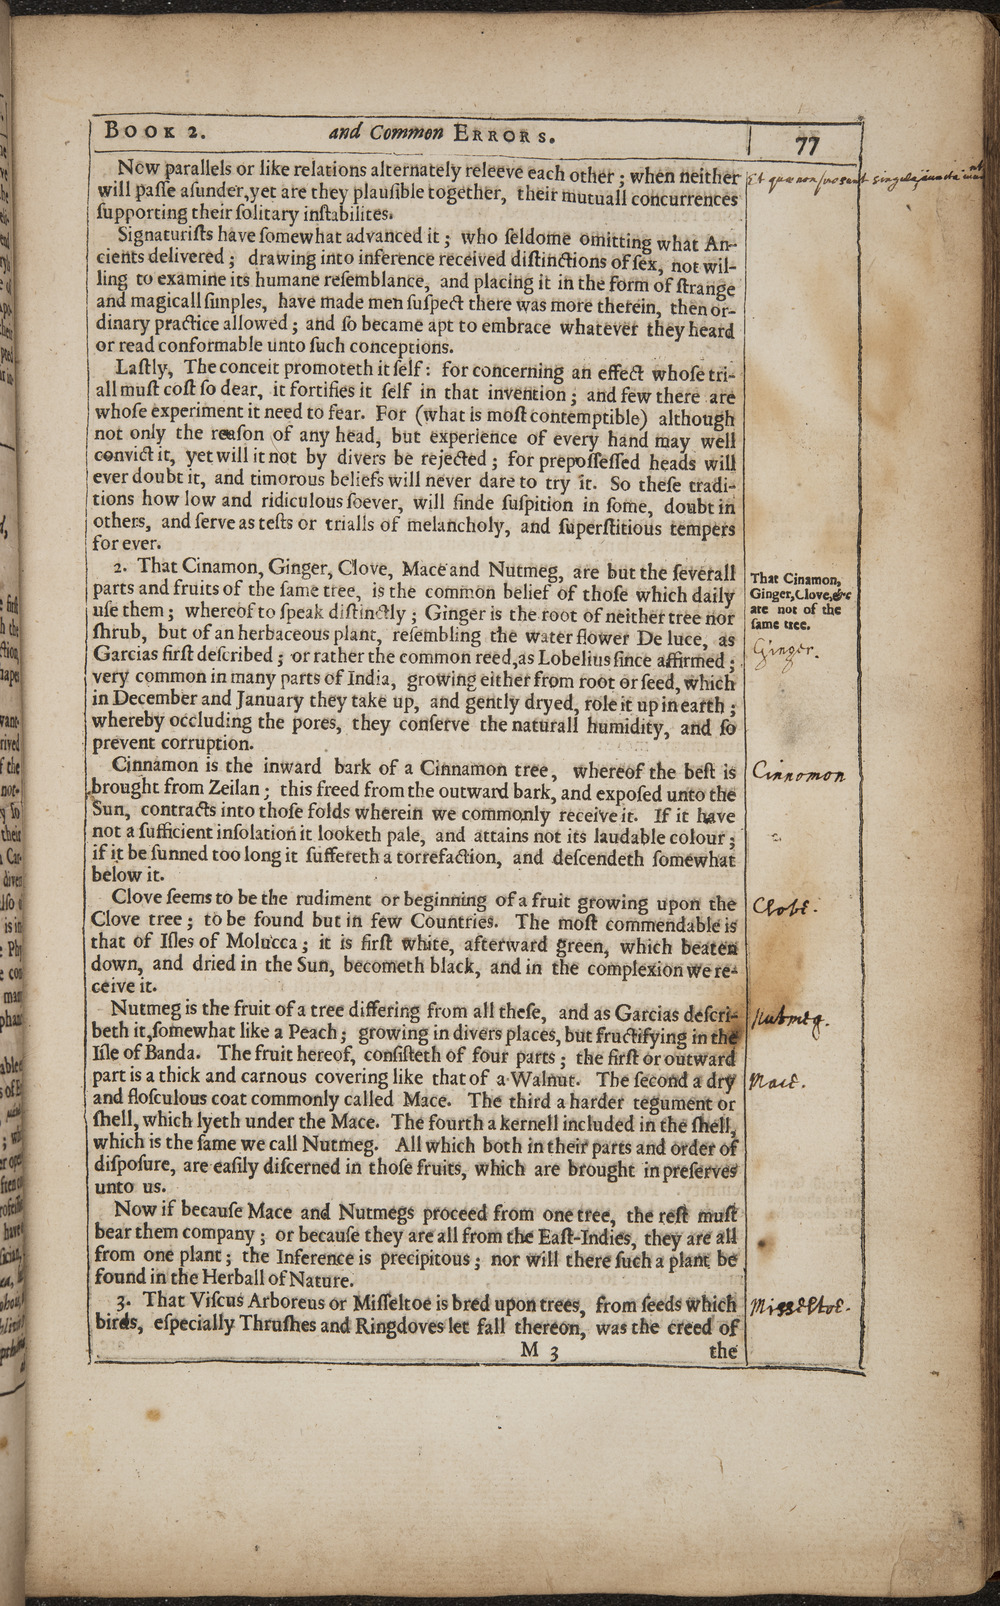 BOOK 2. and Common ERRORS. 77
Now parallels or like relations alternately releeve each other ; when neither
will paſſe aſunder,yet are they plauſible together, their mutuall concurrences
ſupporting their ſolitary inſtabilites.
Et quæ non prosunt singula, iuncta iuvant
Signaturiſts have ſomewhat advanced it ; who ſeldome omitting what An-
cients delivered ; drawing into inference received diſtinctions of ſex, not wil-
ling to examine its humane reſemblance, and placing it in the form of ſtrange
and magicall ſimples, have made men ſuſpect there was more therein, then or-
dinary practice allowed ; and ſo became apt to embrace whatever they heard
or read conformable unto ſuch conceptions.
Laſtly, The conceit promoteth it ſelf : for concerning an effect whoſe tri-
all muſt coſt ſo dear, it fortifies it ſelf in that invention ; and few there are
whoſe experiment it need to fear. For (what is moſt contemptible) although
not only the reaſon of any head, but experience of every hand may well
convict it, yet will it not by divers be rejected ; for prepoſſeſſed heads will
ever doubt it, and timorous beliefs will never dare to try it. So theſe tradi-
tions how low and ridiculous ſoever, will finde ſuſpition in ſome, doubt in
others, and ſerve as teſts or trialls of melancholy, and ſuperſtitious tempers
for ever.
2. That Cinamon, Ginger, Clove, Mace and Nutmeg, are but the ſeverall
parts and fruits of the ſame tree, is the common belief of thoſe which daily
uſe them ; whereof to ſpeak diſtinctly ; Ginger is the root of neither tree nor
ſhrub, but of an herbaceous plant, reſembling the water flower De luce, as
Garcias firſt deſcribed ; or rather the common reed,as Lobelius ſince affirmed ;
very common in many parts of India, growing either from root or ſeed, which
in December and January they take up, and gently dryed, role it up in earth ;
whereby occluding the pores, they conſerve the naturall humidity, and ſo
prevent corruption.
That Cinamon,
Ginger,Clove,&c
are not of the
ſame tree.
Ginger.
Cinnamon is the inward bark of a Cinnamon tree, whereof the beſt is
brought from Zeilan ; this freed from the outward bark, and expoſed unto the
Sun, contracts into thoſe folds wherein we commonly receive it. If it have
not a ſufficient inſolation it looketh pale, and attains not its laudable colour ;
if it be ſunned too long it ſuffereth a torrefaction, and deſcendeth ſomewhat
below it.
Cinnomon
Clove ſeems to be the rudiment or beginning of a fruit growing upon the
Clove tree ; to be found but in few Countries. The moſt commendable is
that of Iſles of Molucca ; it is firſt white, afterward green, which beaten
down, and dried in the Sun, becometh black, and in the complexion we re-
ceive it.
Clove.
Nutmeg is the fruit of a tree differing from all theſe, and as Garcias deſcri-
beth it,ſomewhat like a Peach ; growing in divers places, but fructifying in the
Iſle of Banda. The fruit hereof, conſiſteth of four parts ; the firſt or outward
part is a thick and carnous covering like that of a Walnut. The ſecond a dry
and floſculous coat commonly called Mace. The third a harder tegument or
ſhell, which lyeth under the Mace. The fourth a kernell included in the ſhell,
which is the ſame we call Nutmeg. All which both in their parts and order of
diſpoſure, are eaſily diſcerned in thoſe fruits, which are brought in preſerves
unto us.
Nutmeg.
Mace.
Now if becauſe Mace and Nutmegs proceed from one tree, the reſt muſt
bear them company ; or becauſe they are all from the Eaſt-Indies, they are all
from one plant ; the Inference is precipitous ; nor will there ſuch a plant be
found in the Herball of Nature.
3. That Viſcus Arboreus or Miſſeltoe is bred upon trees, from ſeeds which
birds, eſpecially Thruſhes and Ringdoves let fall thereon, was the creed of
Misseltoe.
M 3 the